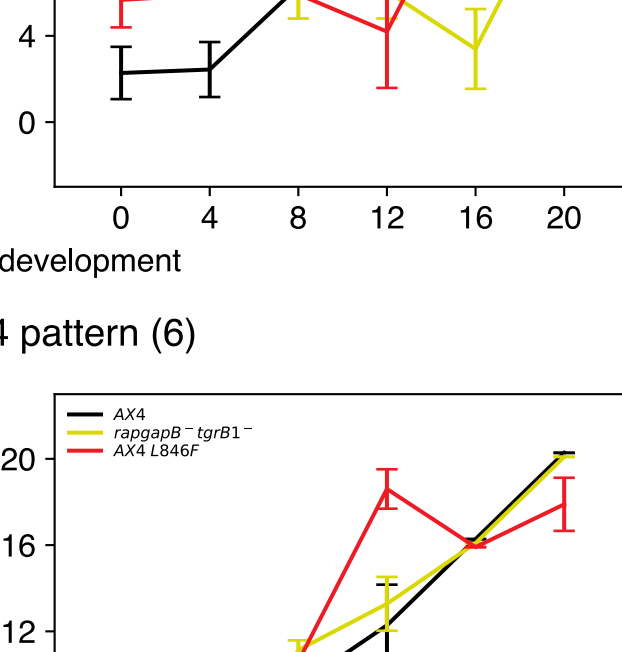 4
0
0 4 8 12 16 20
development
4 pattern (6)
AX4
rapgapB⁻tgrB1⁻
AX4 L846F
20
16
12